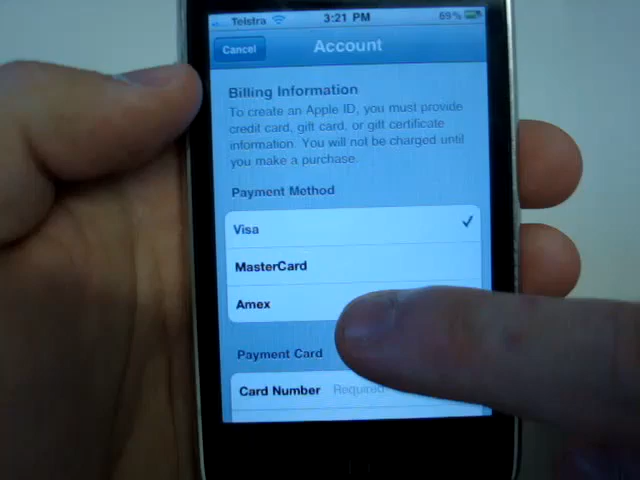 Telstra 3:21 PM 69%
Cancel Account
Billing Information
To create an Apple ID, you must provide
credit card, gift card, or gift certificate
information. You will not be charged until
you make a purchase.
Payment Method
Visa
MasterCard
Amex
Payment Card
Card Number Required